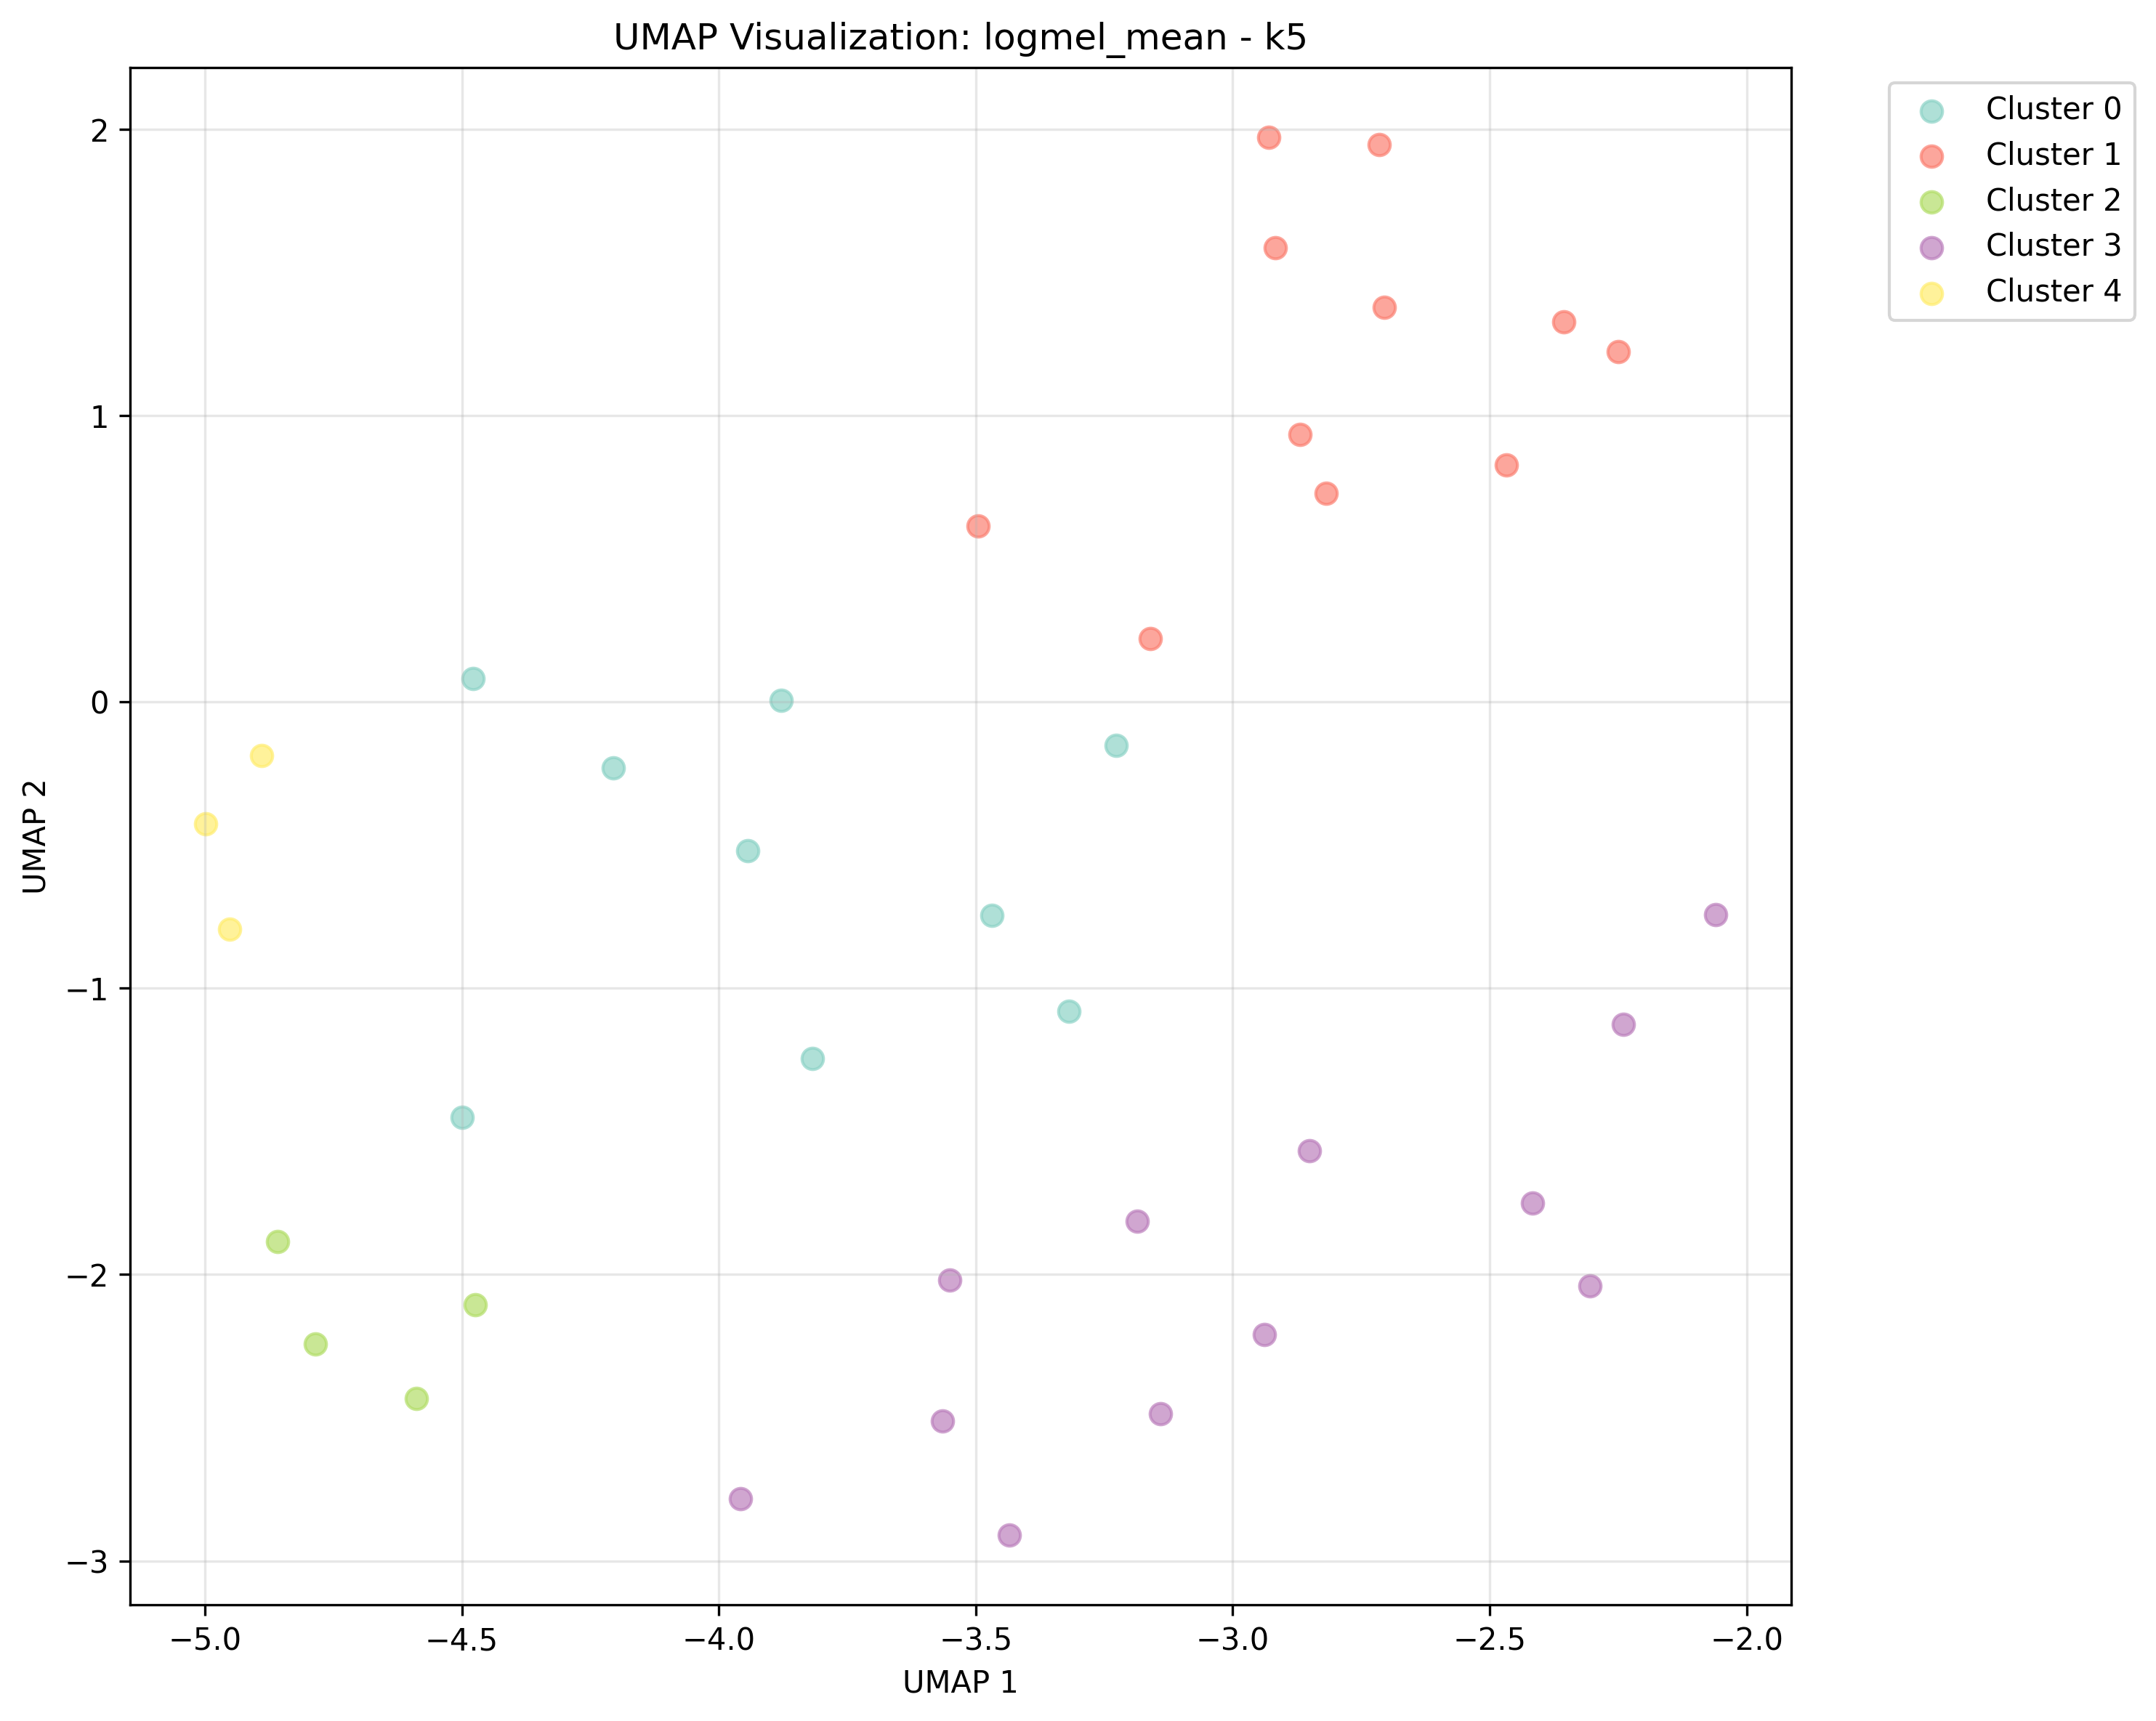 UMAP Visualization: logmel_mean - k5
Cluster 0
Cluster 1
Cluster 2
Cluster 3
Cluster 4
2
1
0
−1
−2
−3
UMAP 2
−5.0 −4.5 −4.0 −3.5 −3.0 −2.5 −2.0
UMAP 1